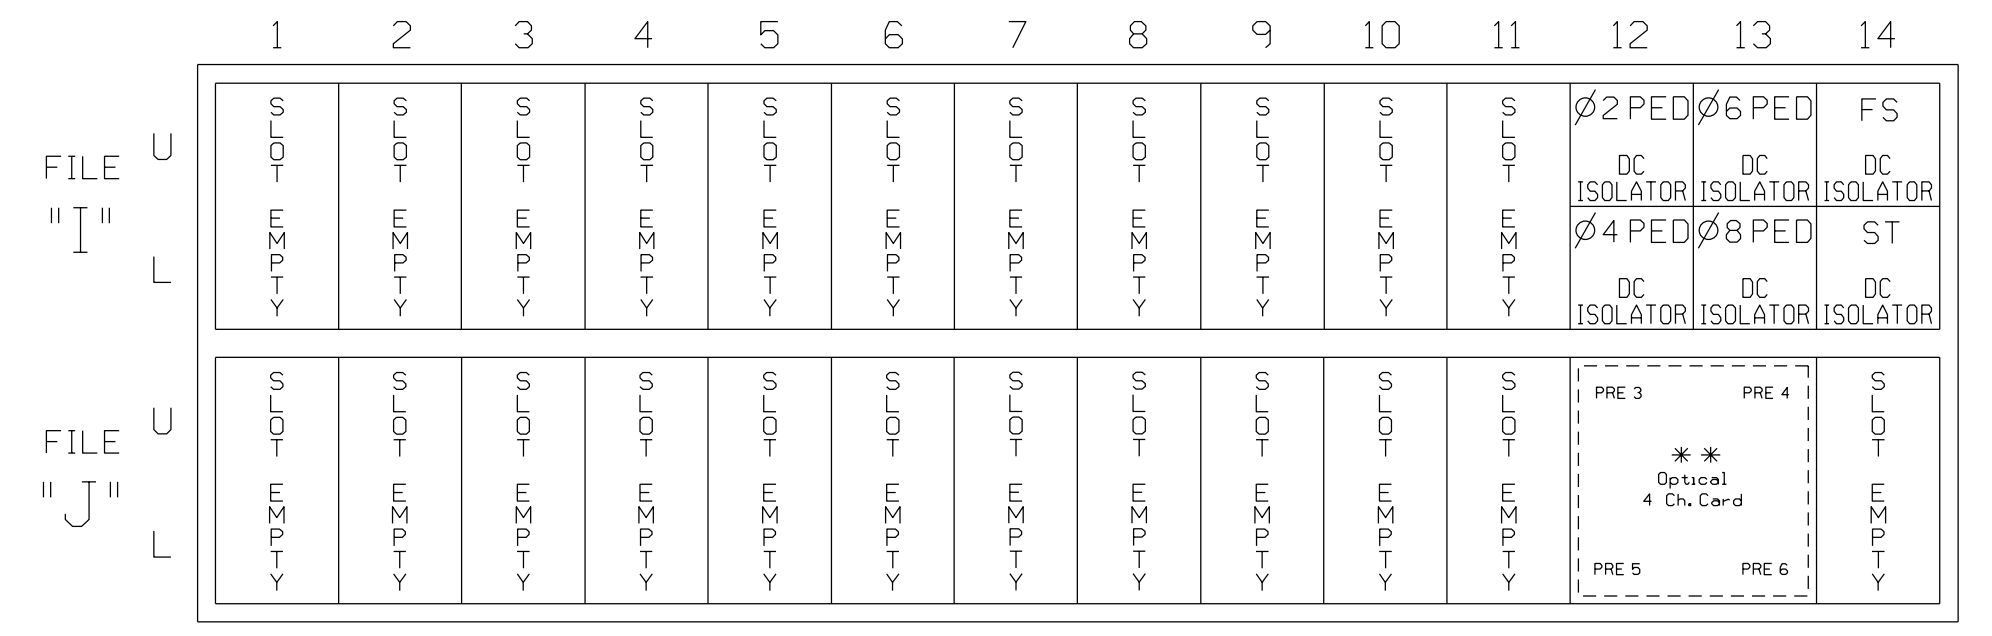 1 2 3 4 5 6 7 8 9 10 11 12 13 14
FILE "I"
U
L
SLOT EMPTY
SLOT EMPTY
SLOT EMPTY
SLOT EMPTY
SLOT EMPTY
SLOT EMPTY
SLOT EMPTY
SLOT EMPTY
SLOT EMPTY
SLOT EMPTY
SLOT EMPTY
Ø2 PED
DC
ISOLATOR
Ø6 PED
DC
ISOLATOR
FS
DC
ISOLATOR
Ø4 PED
DC
ISOLATOR
Ø8 PED
DC
ISOLATOR
ST
DC
ISOLATOR
FILE "J"
U
L
SLOT EMPTY
SLOT EMPTY
SLOT EMPTY
SLOT EMPTY
SLOT EMPTY
SLOT EMPTY
SLOT EMPTY
SLOT EMPTY
SLOT EMPTY
SLOT EMPTY
SLOT EMPTY
PRE 3 PRE 4
* *
Optical
4 Ch. Card
PRE 5 PRE 6
SLOT EMPTY